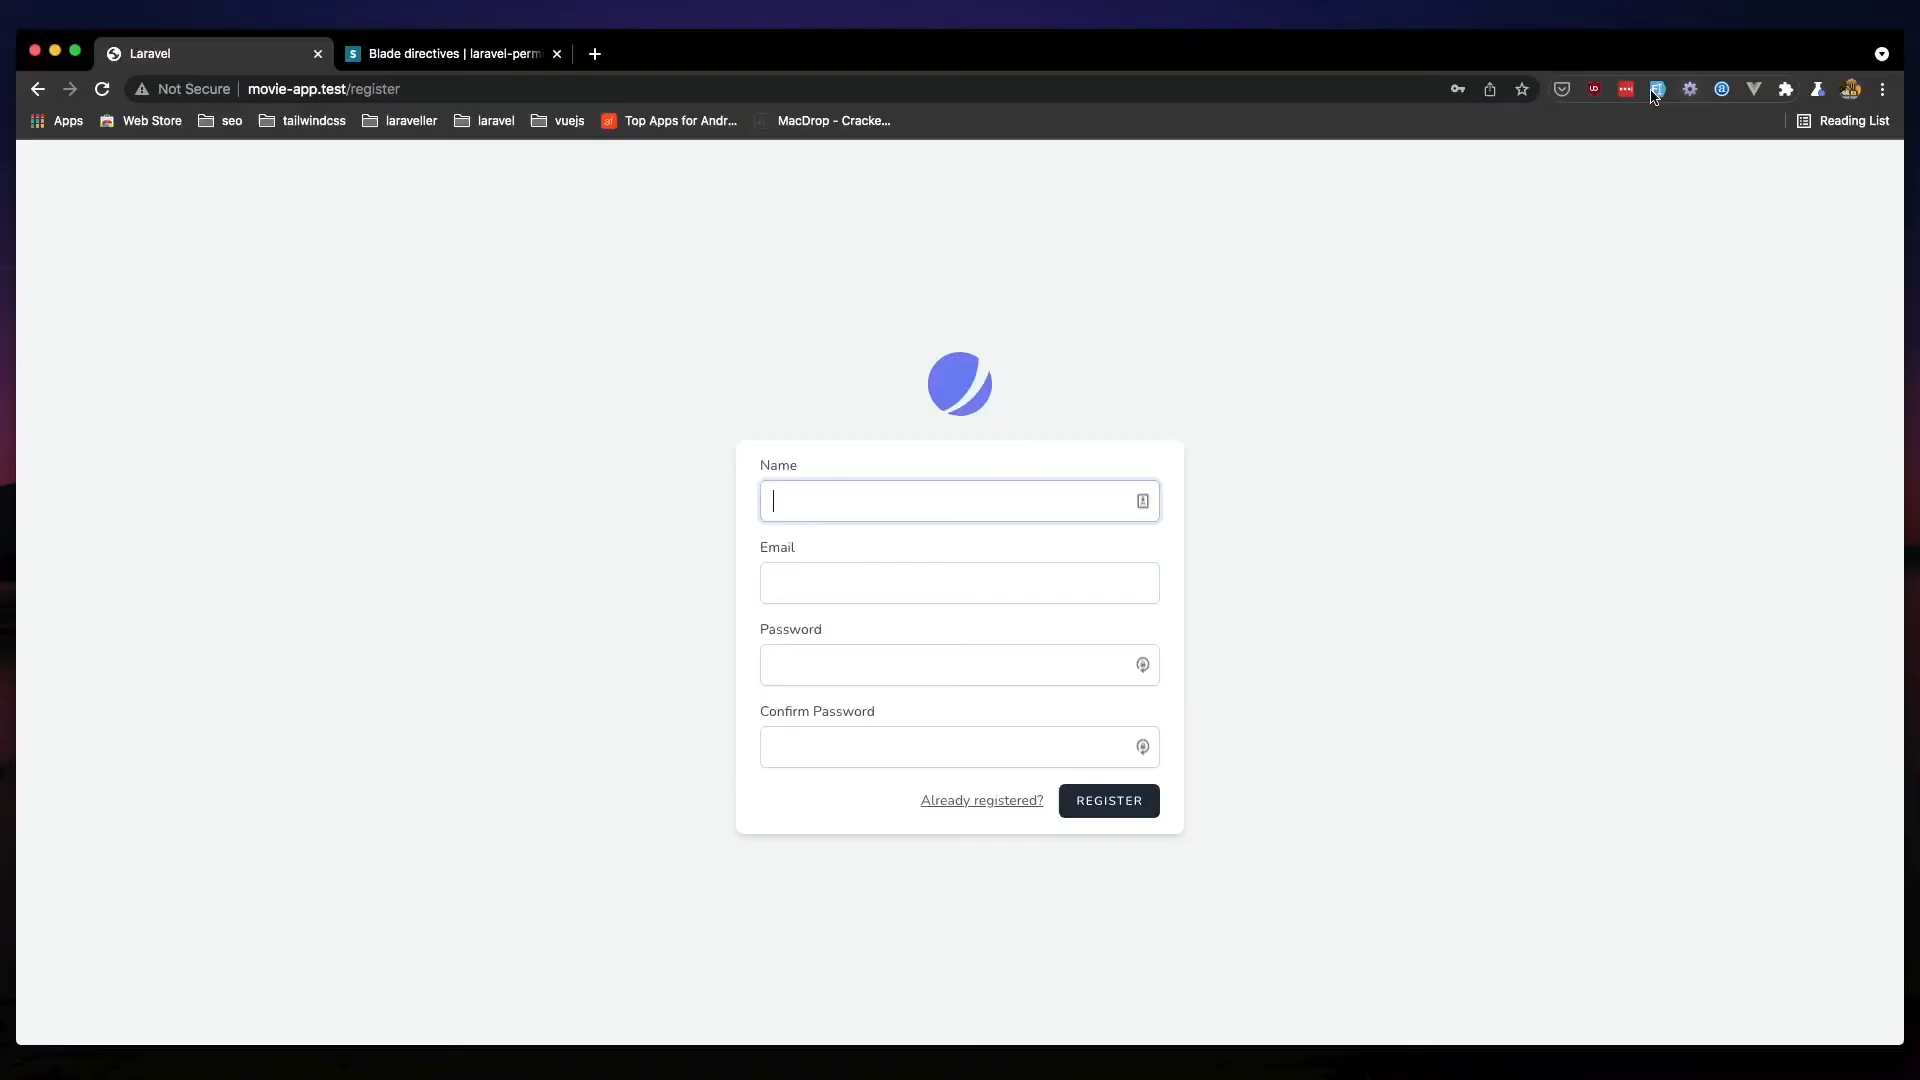 Laravel
Blade directives | laravel-perm
Not Secure
movie-app.test/register
Apps
Web Store
seo
tailwindcss
laraveller
laravel
vuejs
Top Apps for Andr...
MacDrop - Cracke...
Reading List
Name
Email
Password
Confirm Password
Already registered?
REGISTER